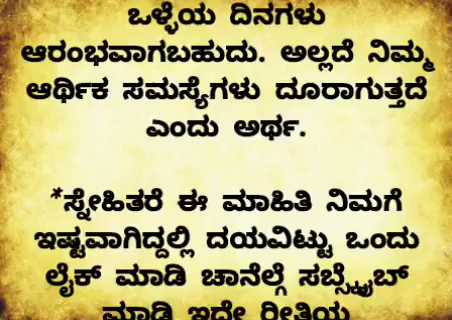 ಒಳ್ಳೆಯ ದಿನಗಳು
ಆರಂಭವಾಗಬಹುದು. ಅಲ್ಲದೆ ನಿಮ್ಮ
ಆರ್ಥಿಕ ಸಮಸ್ಯೆಗಳು ದೂರಾಗುತ್ತದೆ
ಎಂದು ಅರ್ಥ.
*ಸ್ನೇಹಿತರೆ ಈ ಮಾಹಿತಿ ನಿಮಗೆ
ಇಷ್ಟವಾಗಿದ್ದಲ್ಲಿ ದಯವಿಟ್ಟು ಒಂದು
ಲೈಕ್ ಮಾಡಿ ಚಾನೆಲ್ಗೆ ಸಬ್ಸ್ಕ್ರೈಬ್
ಮಾಡಿ ಇದೇ ರೀತಿಯ